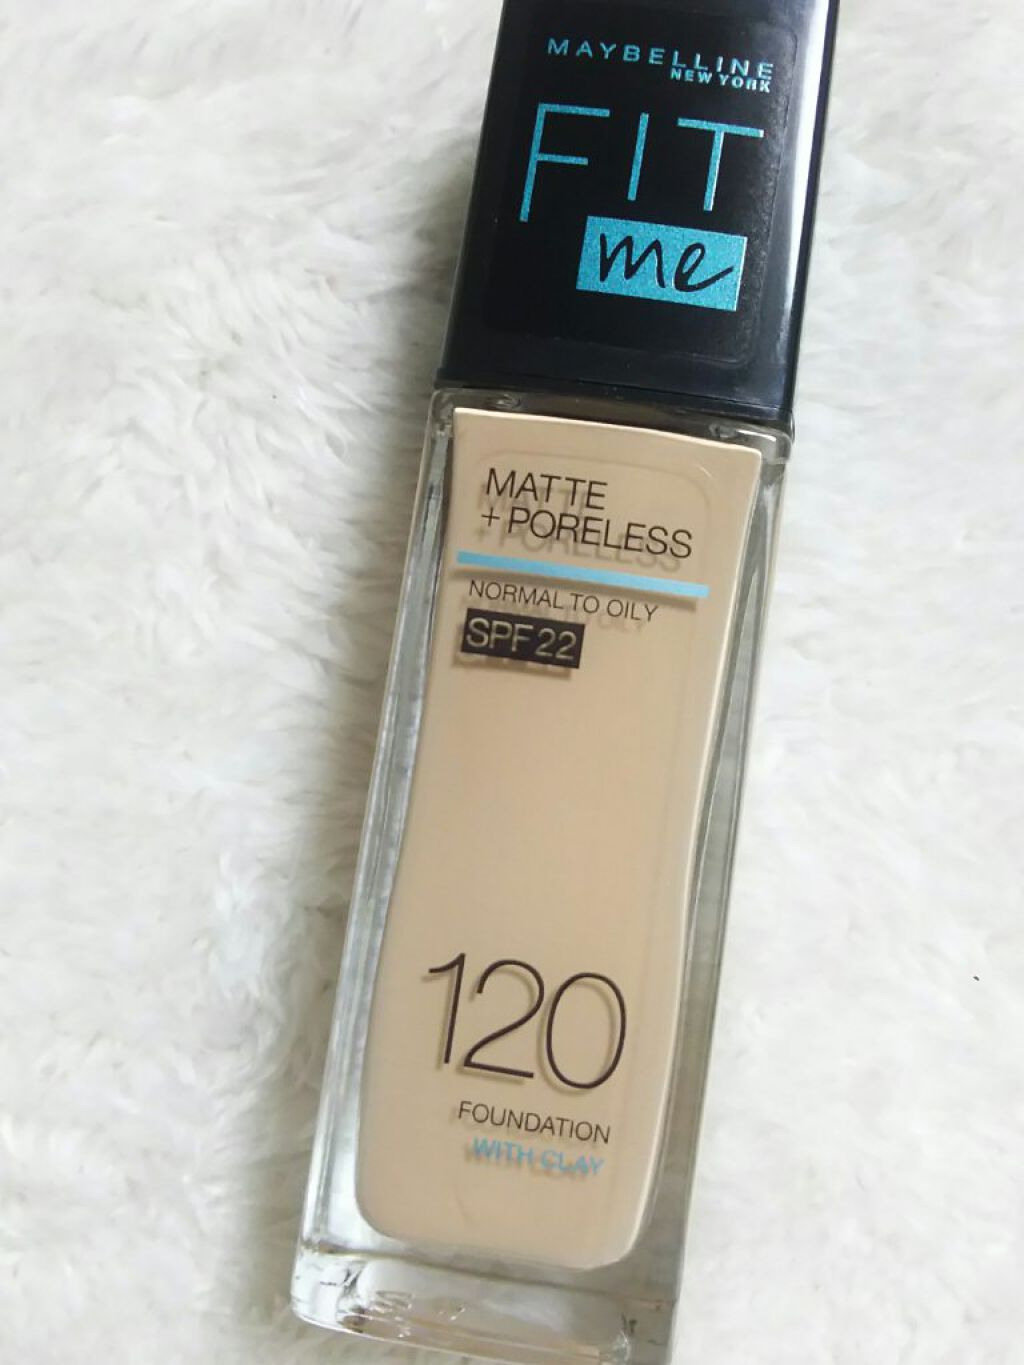 MAYBELLINE
NEW YORK
FIT
me
MATTE
+ PORELESS
NORMAL TO OILY
SPF 22
120
FOUNDATION
WITH CLAY